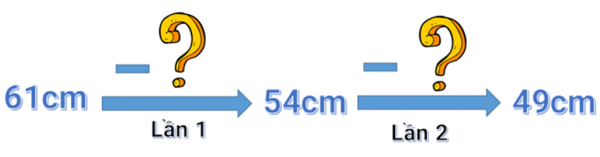 − ? − ?
61cm 54cm 49cm
Lần 1 Lần 2